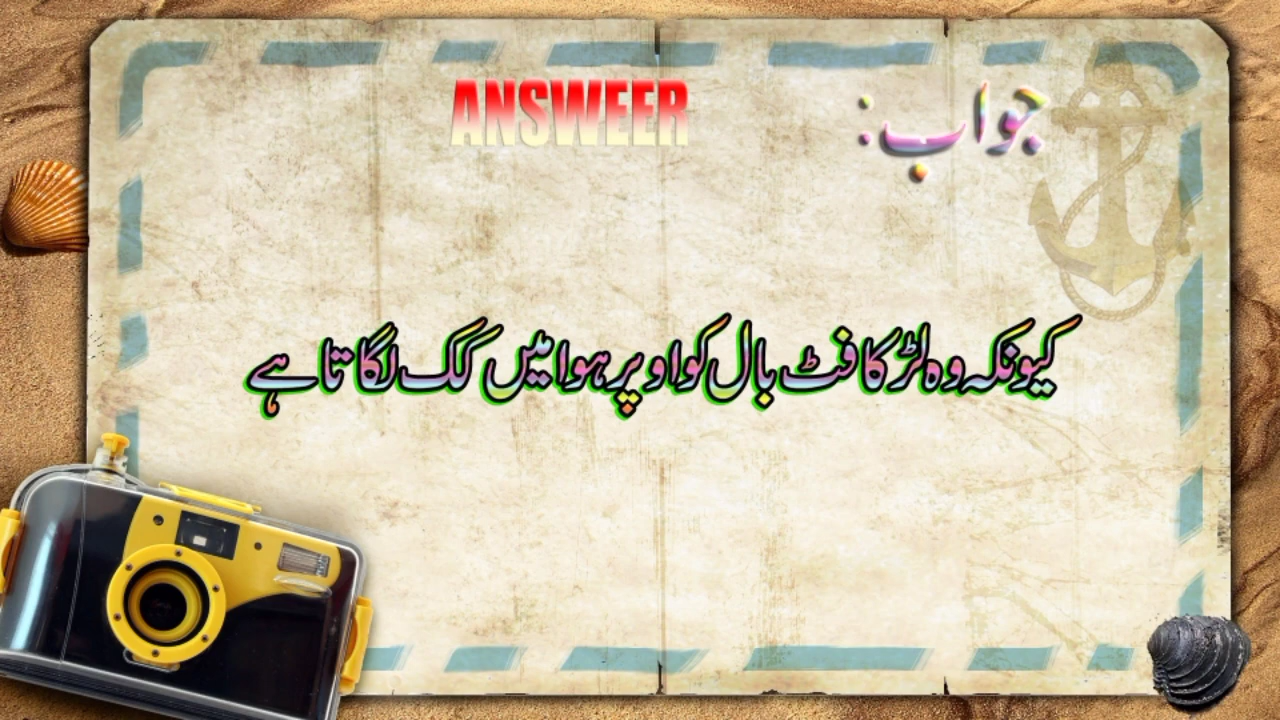 ANSWEER
جواب:
کیونکہ وہ لڑکا فٹ بال کو اوپر ہوا میں کک لگاتا ہے